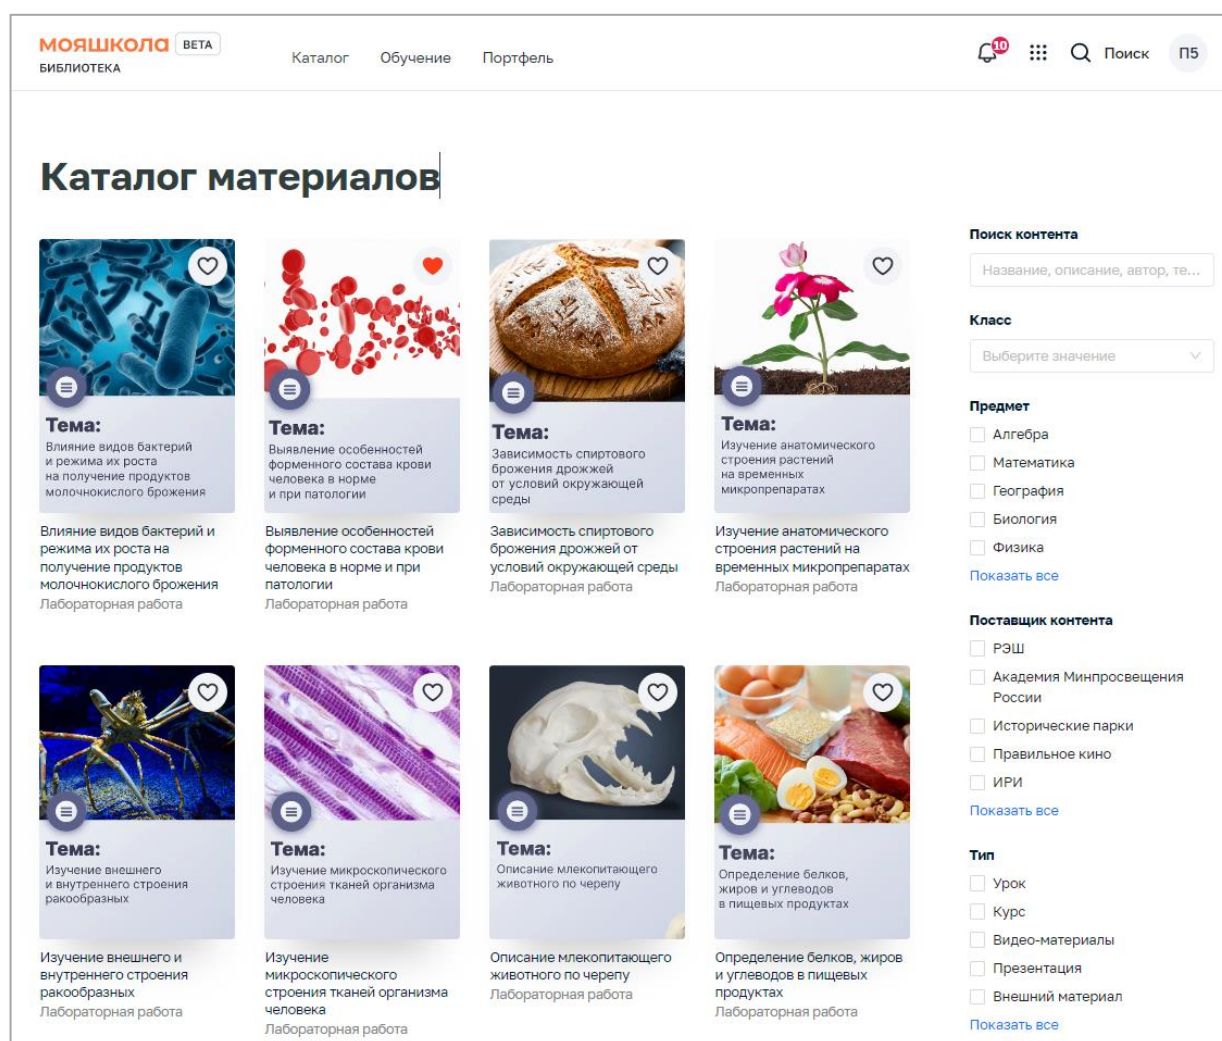 МОЯШКОЛА BETA
БИБЛИОТЕКА
Каталог Обучение Портфель
10
Поиск
П5
Каталог материалов
Тема:
Влияние видов бактерий
и режима их роста
на получение продуктов
молочнокислого брожения
Влияние видов бактерий и
режима их роста на
получение продуктов
молочнокислого брожения
Лабораторная работа
Тема:
Выявление особенностей
форменного состава крови
человека в норме
и при патологии
Выявление особенностей
форменного состава крови
человека в норме и при
патологии
Лабораторная работа
Тема:
Зависимость спиртового
брожения дрожжей
от условий окружающей
среды
Зависимость спиртового
брожения дрожжей от
условий окружающей среды
Лабораторная работа
Тема:
Изучение анатомического
строения растений
на временных
микропрепаратах
Изучение анатомического
строения растений на
временных микропрепаратах
Лабораторная работа
Тема:
Изучение внешнего
и внутреннего строения
ракообразных
Изучение внешнего и
внутреннего строения
ракообразных
Лабораторная работа
Тема:
Изучение микроскопического
строения тканей организма
человека
Изучение
микроскопического
строения тканей организма
человека
Лабораторная работа
Тема:
Описание млекопитающего
животного по черепу
Описание млекопитающего
животного по черепу
Лабораторная работа
Тема:
Определение белков,
жиров и углеводов
в пищевых продуктах
Определение белков, жиров
и углеводов в пищевых
продуктах
Лабораторная работа
Поиск контента
Название, описание, автор, те...
Класс
Выберите значение
Предмет
Алгебра
Математика
География
Биология
Физика
Показать все
Поставщик контента
РЭШ
Академия Минпросвещения
России
Исторические парки
Правильное кино
ИРИ
Показать все
Тип
Урок
Курс
Видео-материалы
Презентация
Внешний материал
Показать все